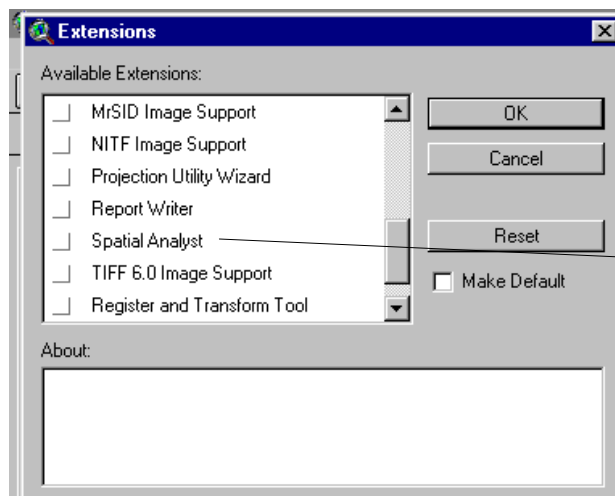 Extensions
Available Extensions:
MrSID Image Support
NITF Image Support
Projection Utility Wizard
Report Writer
Spatial Analyst
TIFF 6.0 Image Support
Register and Transform Tool
OK
Cancel
Reset
Make Default
About: